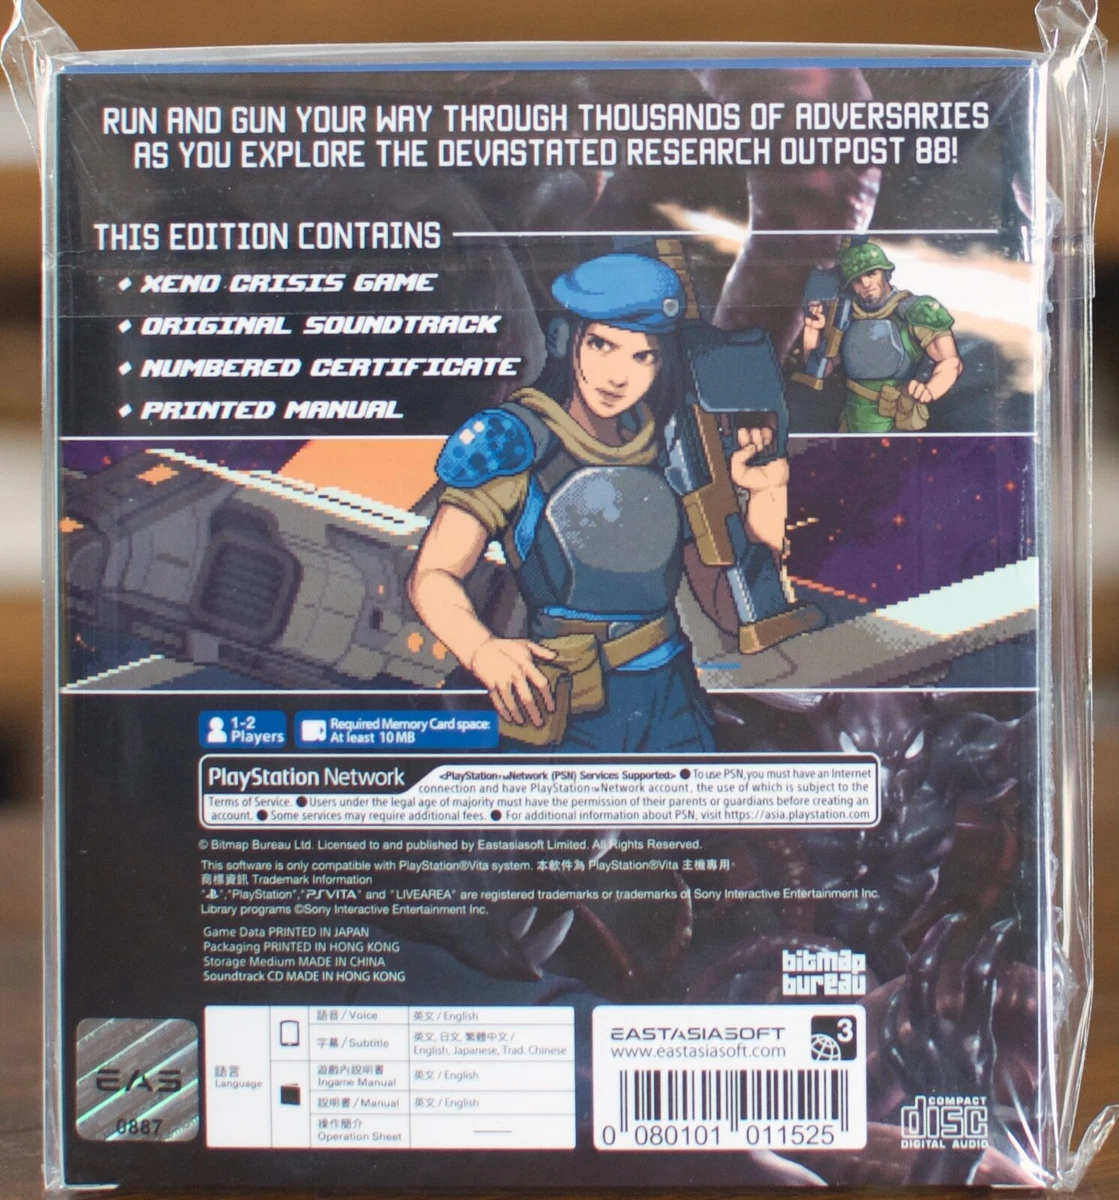 RUN AND GUN YOUR WAY THROUGH THOUSANDS OF ADVERSARIES
AS YOU EXPLORE THE DEVASTATED RESEARCH OUTPOST 88!
THIS EDITION CONTAINS
♦ XENO CRISIS GAME
♦ ORIGINAL SOUNDTRACK
♦ NUMBERED CERTIFICATE
♦ PRINTED MANUAL
1-2
Players
Required Memory Card space:
At least 10 MB
PlayStation Network
<PlayStation™Network (PSN) Services Supported> ● To use PSN, you must have an Internet
connection and have PlayStation™Network account, the use of which is subject to the
Terms of Service. ● Users under the legal age of majority must have the permission of their parents or guardians before creating an
account. ● Some services may require additional fees. ● For additional information about PSN, visit https://asia.playstation.com
© Bitmap Bureau Ltd. Licensed to and published by Eastasiasoft Limited. All Rights Reserved.
This software is only compatible with PlayStation®Vita system. 本軟件為 PlayStation®Vita 主機專用。
商標資訊 Trademark Information
"PS", "PlayStation", "PSVITA" and "LIVEAREA" are registered trademarks or trademarks of Sony Interactive Entertainment Inc.
Library programs ©Sony Interactive Entertainment Inc.
Game Data PRINTED IN JAPAN
Packaging PRINTED IN HONG KONG
Storage Medium MADE IN CHINA
Soundtrack CD MADE IN HONG KONG
bitmap
bureau
EAS
0887
語言
Language
語音 / Voice 英文 / English
字幕 / Subtitle 英文, 日文, 繁體中文 /
English, Japanese, Trad. Chinese
遊戲內說明書
Ingame Manual 英文 / English
說明書 / Manual 英文 / English
操作簡介
Operation Sheet
EASTASIASOFT
www.eastasiasoft.com
3
0 080101 011525
COMPACT
disc
DIGITAL AUDIO